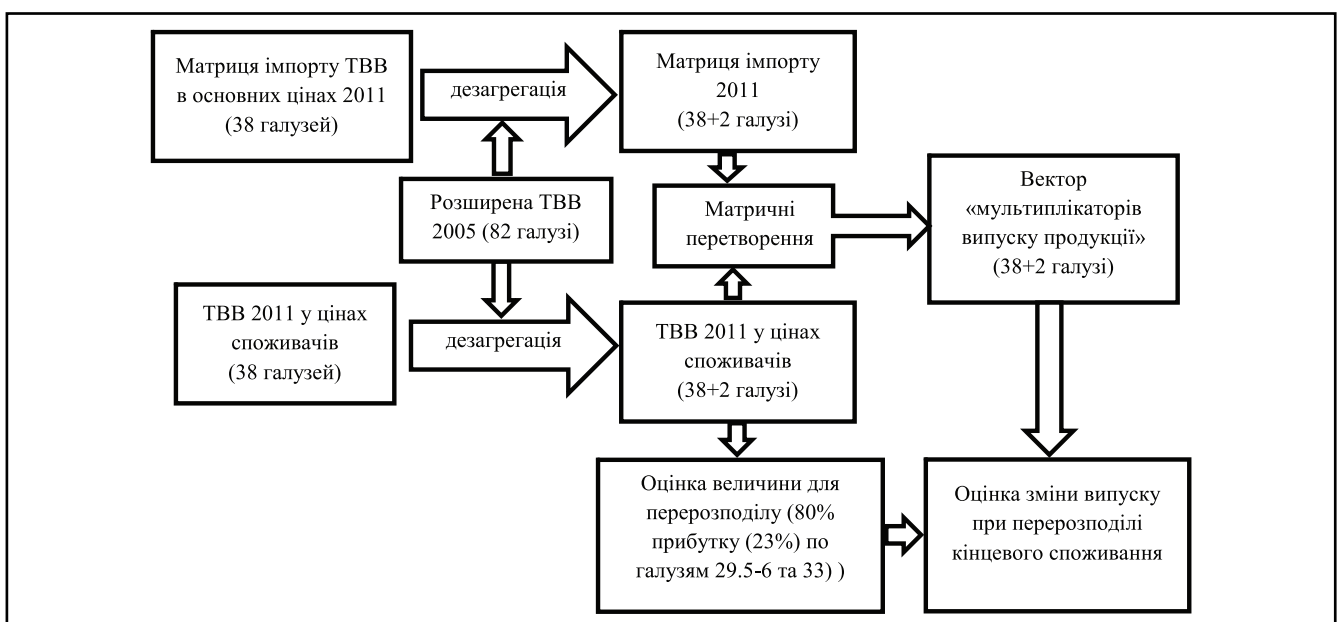 Матриця імпорту ТВВ
в основних цінах 2011
(38 галузей)
дезагрегація
Матриця імпорту
2011
(38+2 галузі)
Розширена ТВВ
2005 (82 галузі)
Матричні
перетворення
Вектор
«мультиплікаторів
випуску продукції»
(38+2 галузі)
ТВВ 2011 у цінах
споживачів
(38 галузей)
дезагрегація
ТВВ 2011 у цінах
споживачів
(38+2 галузі)
Оцінка величини для
перерозподілу (80%
прибутку (23%) по
галузям 29.5-6 та 33) )
Оцінка зміни випуску
при перерозподілі
кінцевого споживання